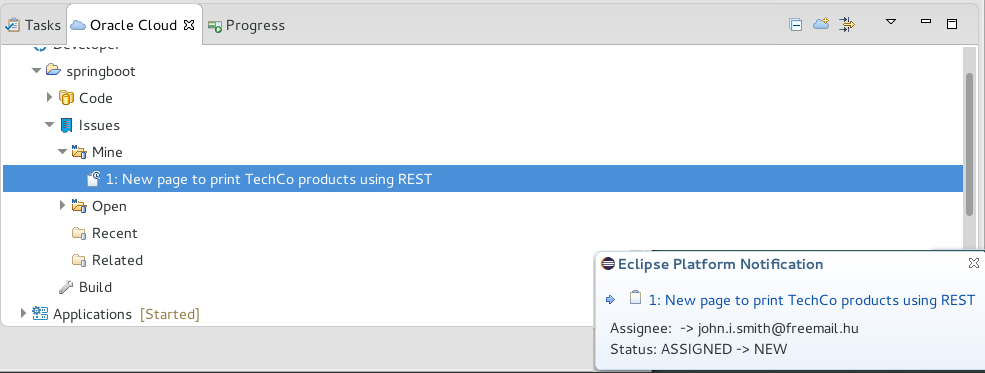 Tasks Oracle Cloud Progress
Developer
springboot
Code
Issues
Mine
1: New page to print TechCo products using REST
Open
Recent
Related
Build
Applications [Started]
Eclipse Platform Notification
1: New page to print TechCo products using REST
Assignee: -> john.i.smith@freemail.hu
Status: ASSIGNED -> NEW